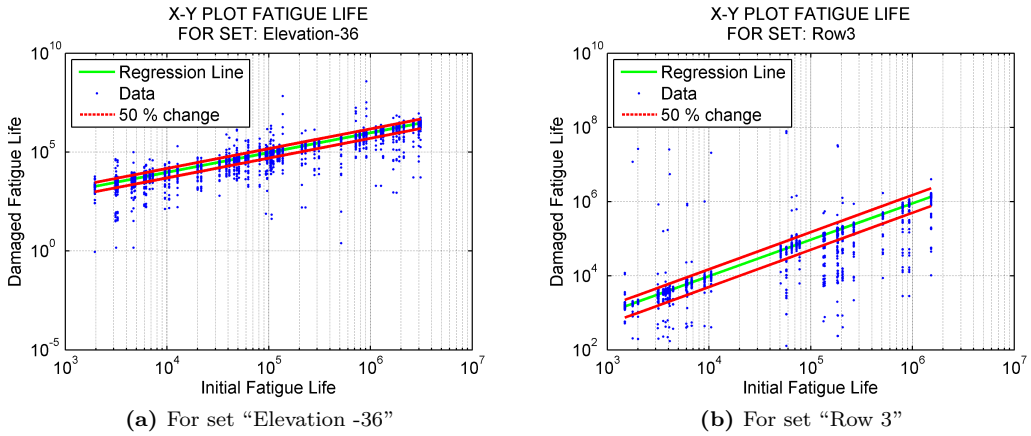 X-Y PLOT FATIGUE LIFE
FOR SET: Elevation-36
10^10
10^5
10^0
10^-5
Damaged Fatigue Life
Regression Line
Data
50 % change
10^3 10^4 10^5 10^6 10^7
Initial Fatigue Life
(a) For set “Elevation -36”
X-Y PLOT FATIGUE LIFE
FOR SET: Row3
10^10
10^8
10^6
10^4
10^2
Damaged Fatigue Life
Regression Line
Data
50 % change
10^3 10^4 10^5 10^6 10^7
Initial Fatigue Life
(b) For set “Row 3”